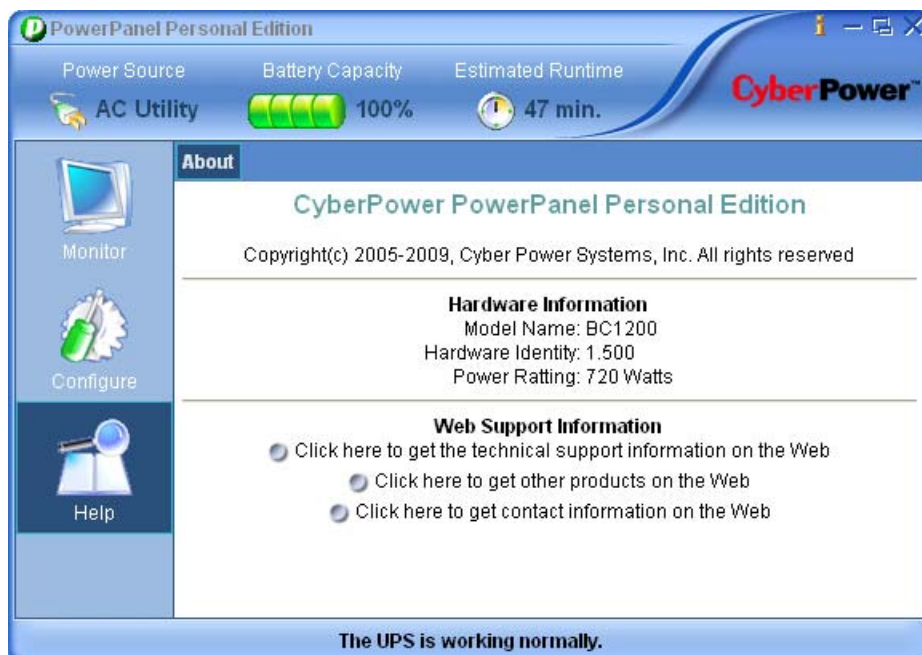 PowerPanel Personal Edition
Power Source
Battery Capacity
Estimated Runtime
AC Utility
100%
47 min.
CyberPower™
Monitor
Configure
Help
About
CyberPower PowerPanel Personal Edition
Copyright(c) 2005-2009, Cyber Power Systems, Inc. All rights reserved
Hardware Information
Model Name: BC1200
Hardware Identity: 1.500
Power Ratting: 720 Watts
Web Support Information
Click here to get the technical support information on the Web
Click here to get other products on the Web
Click here to get contact information on the Web
The UPS is working normally.